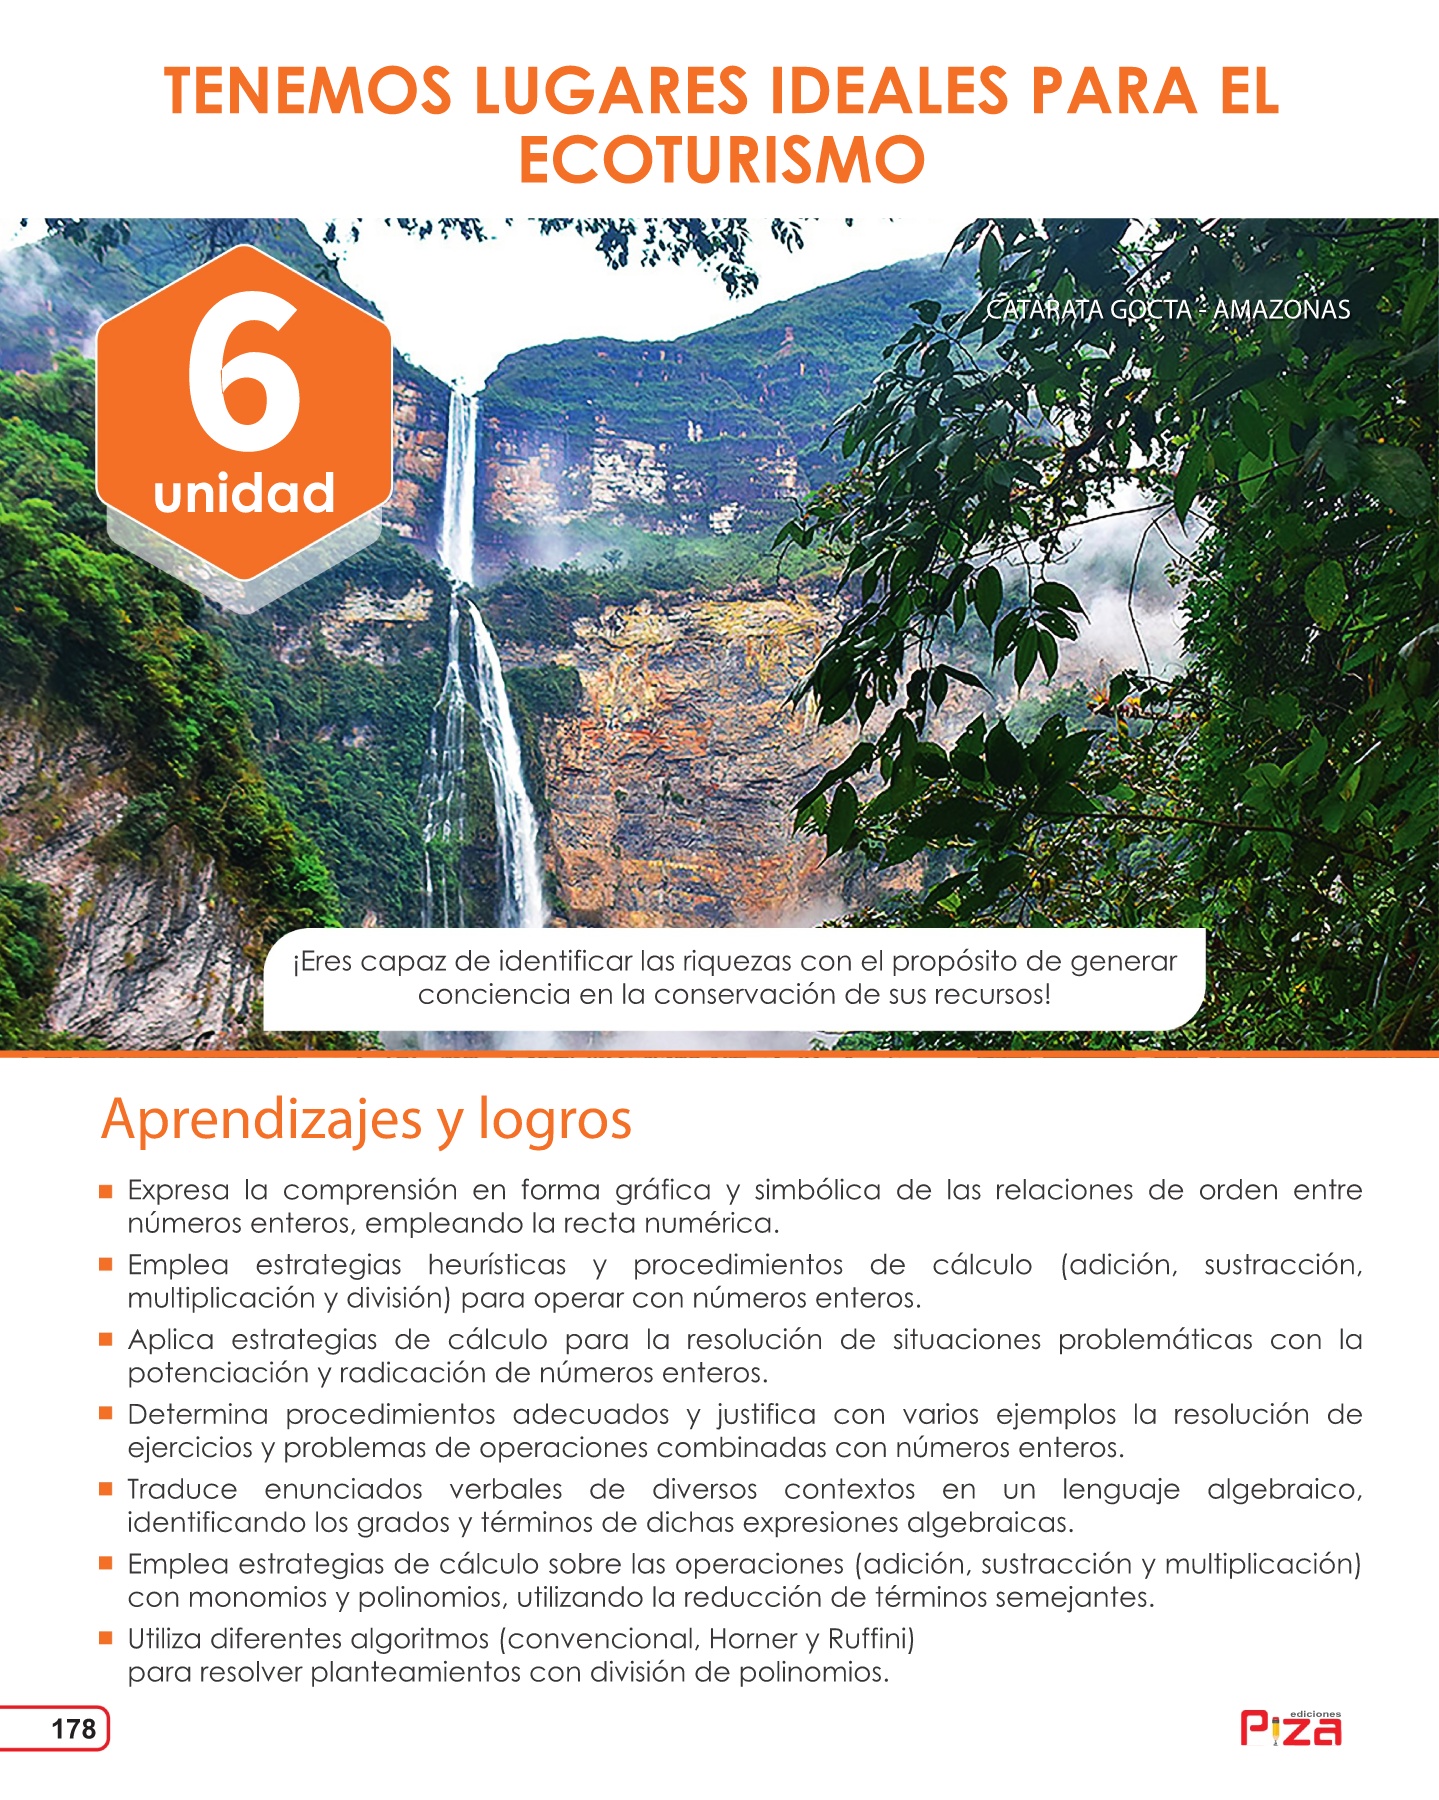 TENEMOS LUGARES IDEALES PARA EL
ECOTURISMO
6
unidad
CATARATA GOCTA - AMAZONAS
¡Eres capaz de identificar las riquezas con el propósito de generar
conciencia en la conservación de sus recursos!
Aprendizajes y logros
Expresa la comprensión en forma gráfica y simbólica de las relaciones de orden entre
números enteros, empleando la recta numérica.
Emplea estrategias heurísticas y procedimientos de cálculo (adición, sustracción,
multiplicación y división) para operar con números enteros.
Aplica estrategias de cálculo para la resolución de situaciones problemáticas con la
potenciación y radicación de números enteros.
Determina procedimientos adecuados y justifica con varios ejemplos la resolución de
ejercicios y problemas de operaciones combinadas con números enteros.
Traduce enunciados verbales de diversos contextos en un lenguaje algebraico,
identificando los grados y términos de dichas expresiones algebraicas.
Emplea estrategias de cálculo sobre las operaciones (adición, sustracción y multiplicación)
con monomios y polinomios, utilizando la reducción de términos semejantes.
Utiliza diferentes algoritmos (convencional, Horner y Ruffini)
para resolver planteamientos con división de polinomios.
178
ediciones
Piza